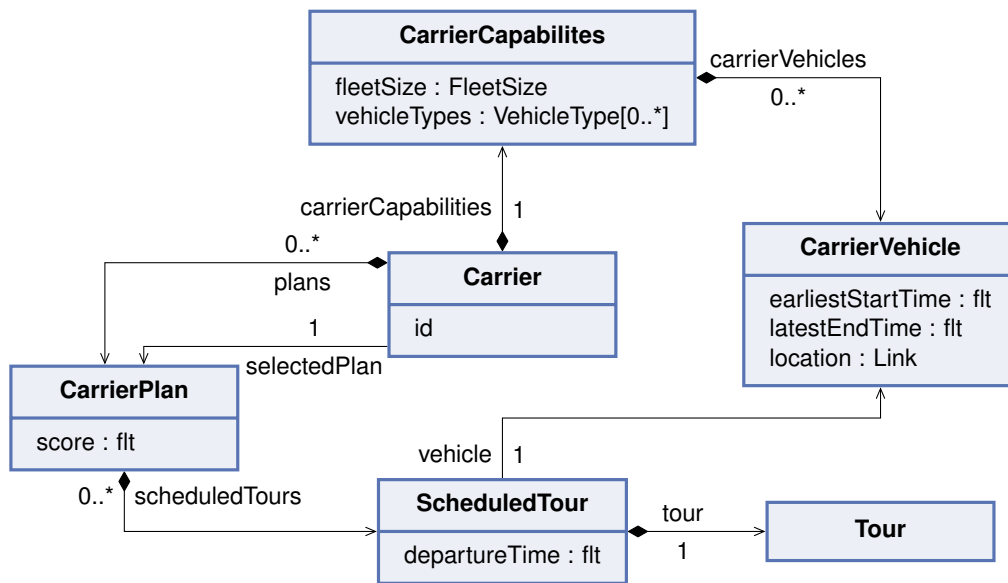 CarrierCapabilites
fleetSize : FleetSize
vehicleTypes : VehicleType[0..*]
carrierVehicles
0..*
carrierCapabilities
1
0..*
plans
Carrier
id
1
selectedPlan
CarrierVehicle
earliestStartTime : flt
latestEndTime : flt
location : Link
CarrierPlan
score : flt
vehicle
1
0..*
scheduledTours
ScheduledTour
departureTime : flt
tour
1
Tour